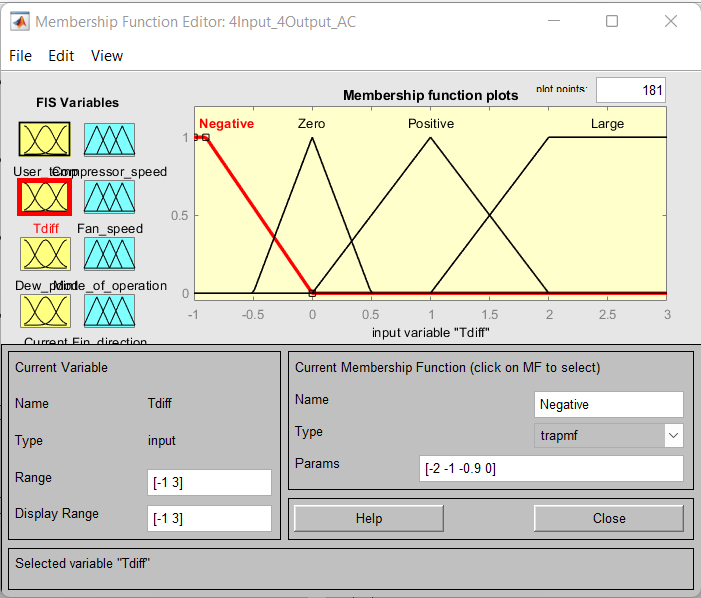 Membership Function Editor: 4Input_4Output_AC
File Edit View
FIS Variables
Membership function plots
plot points:
181
Negative
Zero
Positive
Large
1
0.5
0
-1
-0.5
0
0.5
1
1.5
2
2.5
3
input variable "Tdiff"
User_temp
Compressor_speed
Tdiff
Fan_speed
Dew_point
Mode_of_operation
Fin_direction
Current Variable
Name
Tdiff
Type
input
Range
[-1 3]
Display Range
[-1 3]
Current Membership Function (click on MF to select)
Name
Negative
Type
trapmf
Params
[-2 -1 -0.9 0]
Help
Close
Selected variable "Tdiff"